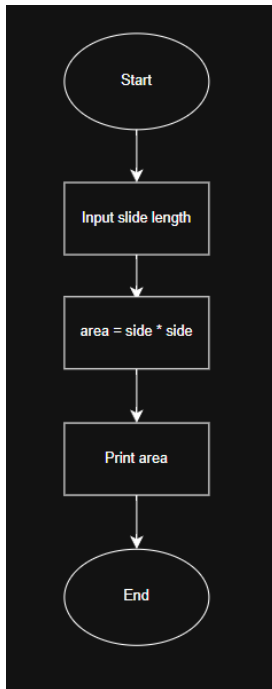 Start
Input slide length
area = side * side
Print area
End